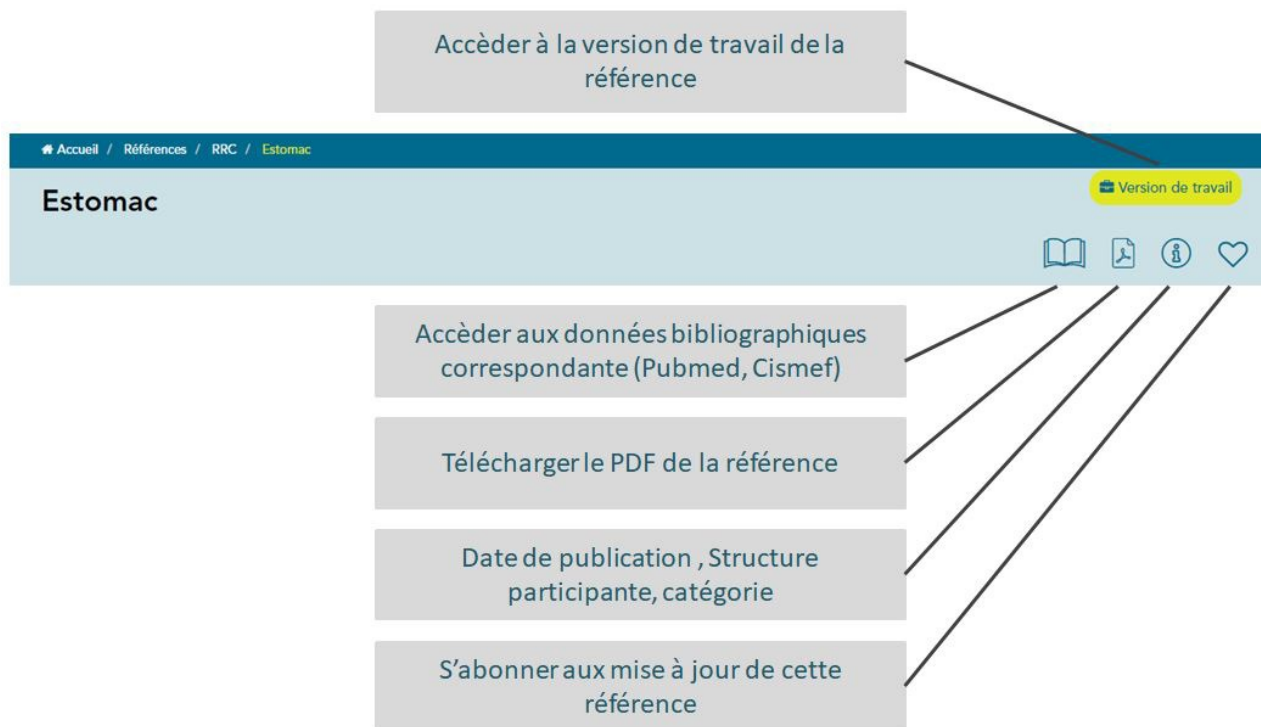 Accèder à la version de travail de la
référence
Accueil / Références / RRC / Estomac
Estomac
Version de travail
Accèder aux données bibliographiques
correspondante (Pubmed, Cismef)
Télécharger le PDF de la référence
Date de publication , Structure
participante, catégorie
S'abonner aux mise à jour de cette
référence